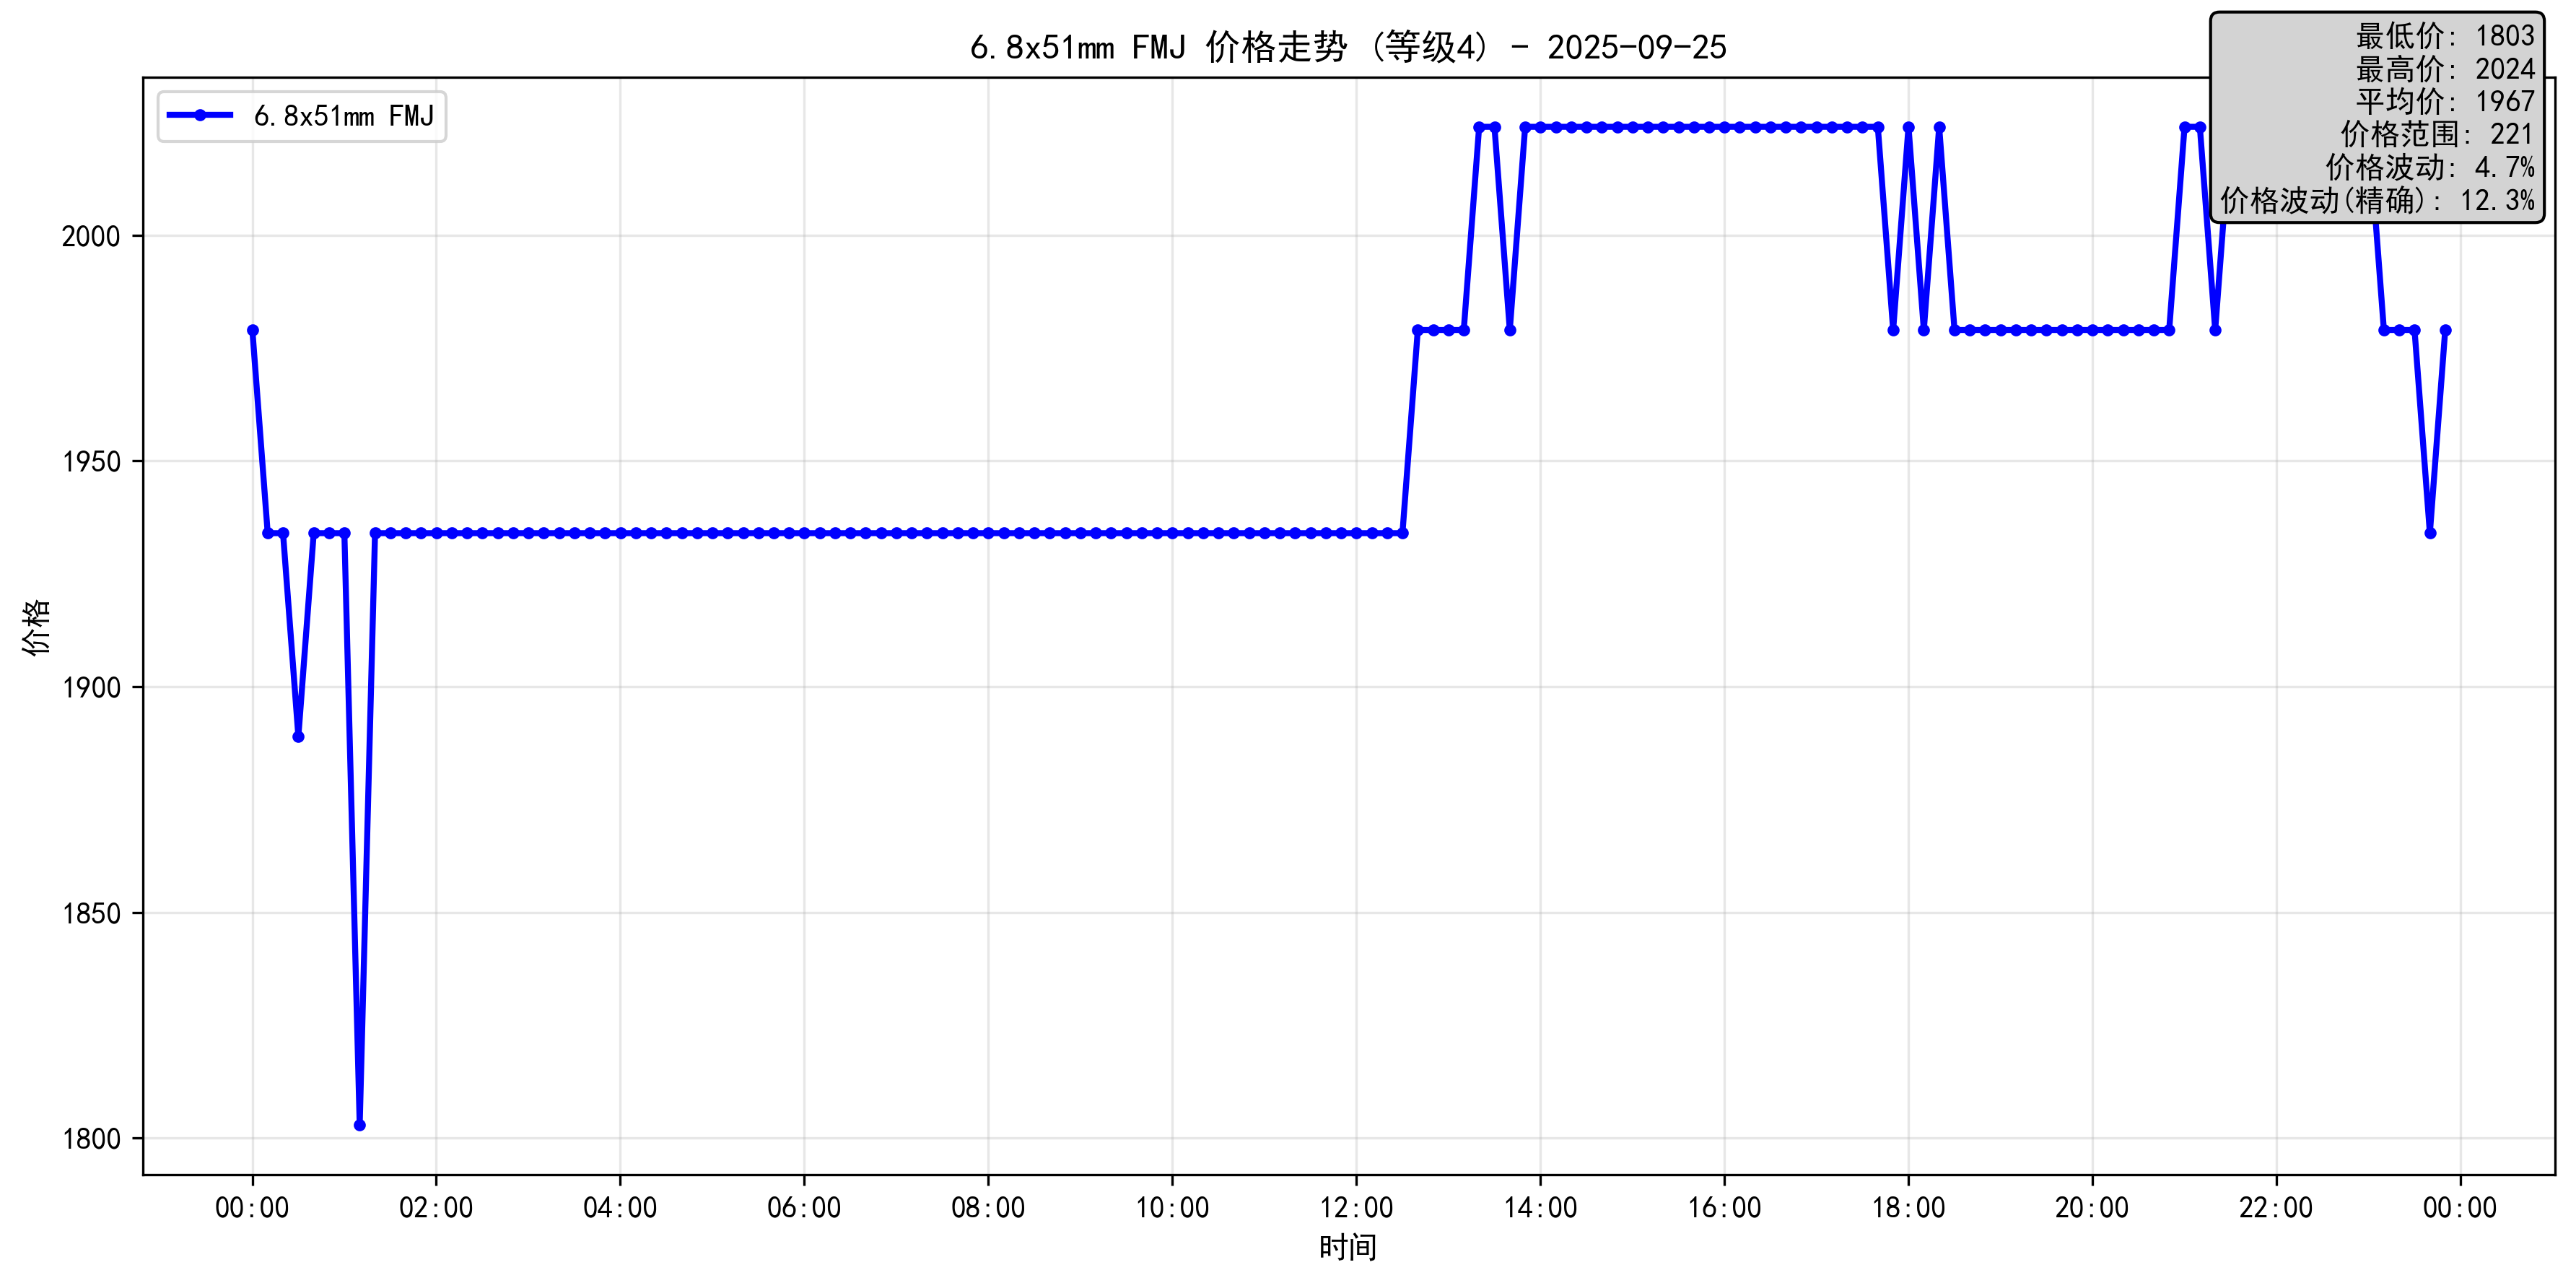 6.8x51mm FMJ 价格走势 (等级4) - 2025-09-25
最低价: 1803
最高价: 2024
平均价: 1967
价格范围: 221
价格波动: 4.7%
价格波动(精确): 12.3%
6.8x51mm FMJ
2000
1950
1900
1850
1800
价格
00:00 02:00 04:00 06:00 08:00 10:00 12:00 14:00 16:00 18:00 20:00 22:00 00:00
时间